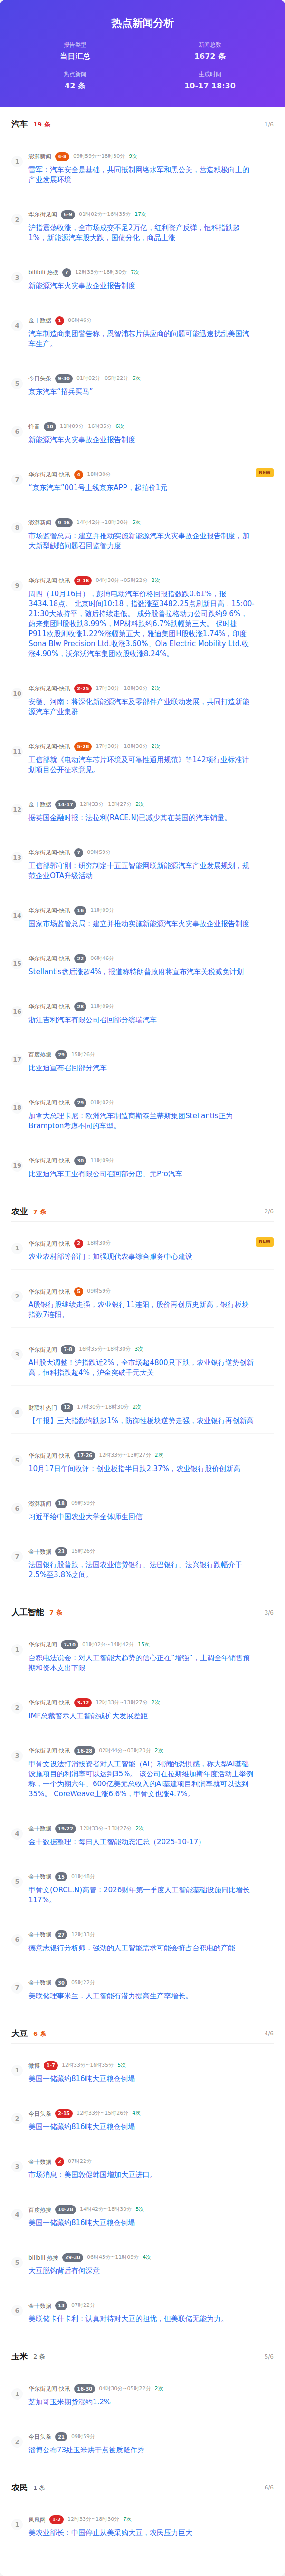 热点新闻分析
报告类型
新闻总数
当日汇总
1672 条
热点新闻
生成时间
42 条
10-17 18:30
汽车 19 条
1/6
1
澎湃新闻 4-8 09时59分~18时30分 9次
雷军：汽车安全是基础，共同抵制网络水军和黑公关，营造积极向上的
产业发展环境
2
华尔街见闻 6-9 01时02分~16时35分 17次
沪指震荡收涨，全市场成交不足2万亿，红利资产反弹，恒科指跌超
1%，新能源汽车股大跌，国债分化，商品上涨
3
bilibili 热搜 7 12时33分~18时30分 7次
新能源汽车火灾事故企业报告制度
4
金十数据 1 06时46分
汽车制造商集团警告称，恩智浦芯片供应商的问题可能迅速扰乱美国汽
车生产。
5
今日头条 9-30 01时02分~05时22分 6次
京东汽车“招兵买马”
6
抖音 10 11时09分~16时35分 6次
新能源汽车火灾事故企业报告制度
7
华尔街见闻-快讯 4 18时30分
NEW
“京东汽车”001号上线京东APP，起拍价1元
8
澎湃新闻 9-16 14时42分~18时30分 5次
市场监管总局：建立并推动实施新能源汽车火灾事故企业报告制度，加
大新型缺陷问题召回监管力度
9
华尔街见闻-快讯 2-16 04时30分~05时22分 2次
周四（10月16日），彭博电动汽车价格回报指数跌0.61%，报
3434.18点。 北京时间10:18，指数涨至3482.25点刷新日高，15:00-
21:30大致持平，随后持续走低。 成分股普拉格动力公司跌约9.6%，
蔚来集团H股收跌8.99%，MP材料跌约6.7%跌幅第三大。 保时捷
P911欧股则收涨1.22%涨幅第五大，雅迪集团H股收涨1.74%，印度
Sona Blw Precision Ltd.收涨3.60%、Ola Electric Mobility Ltd.收
涨4.90%，沃尔沃汽车集团欧股收涨8.24%。
10
华尔街见闻-快讯 2-25 17时30分~18时30分 2次
安徽、河南：将深化新能源汽车及零部件产业联动发展，共同打造新能
源汽车产业集群
11
华尔街见闻-快讯 5-28 17时30分~18时30分 2次
工信部就《电动汽车芯片环境及可靠性通用规范》等142项行业标准计
划项目公开征求意见。
12
金十数据 14-17 12时33分~13时27分 2次
据英国金融时报：法拉利(RACE.N)已减少其在英国的汽车销量。
13
华尔街见闻-快讯 7 09时59分
工信部郭守刚：研究制定十五五智能网联新能源汽车产业发展规划，规
范企业OTA升级活动
14
华尔街见闻-快讯 16 11时09分
国家市场监管总局：建立并推动实施新能源汽车火灾事故企业报告制度
15
华尔街见闻-快讯 22 06时46分
Stellantis盘后涨超4%，报道称特朗普政府将宣布汽车关税减免计划
16
华尔街见闻-快讯 28 11时09分
浙江吉利汽车有限公司召回部分缤瑞汽车
17
百度热搜 29 15时26分
比亚迪宣布召回部分汽车
18
华尔街见闻-快讯 29 01时02分
加拿大总理卡尼：欧洲汽车制造商斯泰兰蒂斯集团Stellantis正为
Brampton考虑不同的车型。
19
华尔街见闻-快讯 30 11时09分
比亚迪汽车工业有限公司召回部分唐、元Pro汽车
农业 7 条
2/6
1
华尔街见闻-快讯 2 18时30分
NEW
农业农村部等部门：加强现代农事综合服务中心建设
2
华尔街见闻-快讯 5 09时59分
A股银行股继续走强，农业银行11连阳，股价再创历史新高，银行板块
指数7连阳。
3
华尔街见闻 7-8 16时35分~18时30分 3次
AH股大调整！沪指跌近2%，全市场超4800只下跌，农业银行逆势创新
高，恒科指跌超4%，沪金突破千元大关
4
财联社热门 12 17时30分~18时30分 2次
【午报】三大指数均跌超1%，防御性板块逆势走强，农业银行再创新高
5
华尔街见闻-快讯 17-26 12时33分~13时27分 2次
10月17日午间收评：创业板指半日跌2.37%，农业银行股价创新高
6
澎湃新闻 18 09时59分
习近平给中国农业大学全体师生回信
7
金十数据 23 15时26分
法国银行股普跌，法国农业信贷银行、法巴银行、法兴银行跌幅介于
2.5%至3.8%之间。
人工智能 7 条
3/6
1
华尔街见闻 7-10 01时02分~14时42分 15次
台积电法说会：对人工智能大趋势的信心正在“增强”，上调全年销售预
期和资本支出下限
2
华尔街见闻-快讯 3-12 12时33分~13时27分 2次
IMF总裁警示人工智能或扩大发展差距
3
华尔街见闻-快讯 16-28 02时44分~03时20分 2次
甲骨文设法打消投资者对人工智能（AI）利润的恐惧感，称大型AI基础
设施项目的利润率可以达到35%。 该公司在拉斯维加斯年度活动上举例
称，一个为期六年、600亿美元总收入的AI基建项目利润率就可以达到
35%。 CoreWeave上涨6.6%，甲骨文也涨4.7%。
4
金十数据 19-22 12时33分~13时27分 2次
金十数据整理：每日人工智能动态汇总（2025-10-17）
5
金十数据 15 01时48分
甲骨文(ORCL.N)高管：2026财年第一季度人工智能基础设施同比增长
117%。
6
金十数据 27 12时33分
德意志银行分析师：强劲的人工智能需求可能会挤占台积电的产能
7
金十数据 30 05时22分
美联储理事米兰：人工智能有潜力提高生产率增长。
大豆 6 条
4/6
1
微博 1-7 12时33分~16时35分 5次
美国一储藏约816吨大豆粮仓倒塌
2
今日头条 2-15 12时33分~15时26分 4次
美国一储藏约816吨大豆粮仓倒塌
3
金十数据 2 07时22分
市场消息：美国敦促韩国增加大豆进口。
4
百度热搜 10-28 14时42分~18时30分 5次
美国一储藏约816吨大豆粮仓倒塌
5
bilibili 热搜 29-30 06时45分~11时09分 4次
大豆脱钩背后有何深意
6
金十数据 13 07时22分
美联储卡什卡利：认真对待对大豆的担忧，但美联储无能为力。
玉米 2 条
5/6
1
华尔街见闻-快讯 16-30 04时30分~05时22分 2次
芝加哥玉米期货涨约1.2%
2
今日头条 21 09时59分
淄博公布73处玉米烘干点被质疑作秀
农民 1 条
6/6
1
凤凰网 1-2 12时33分~18时30分 7次
美农业部长：中国停止从美采购大豆，农民压力巨大